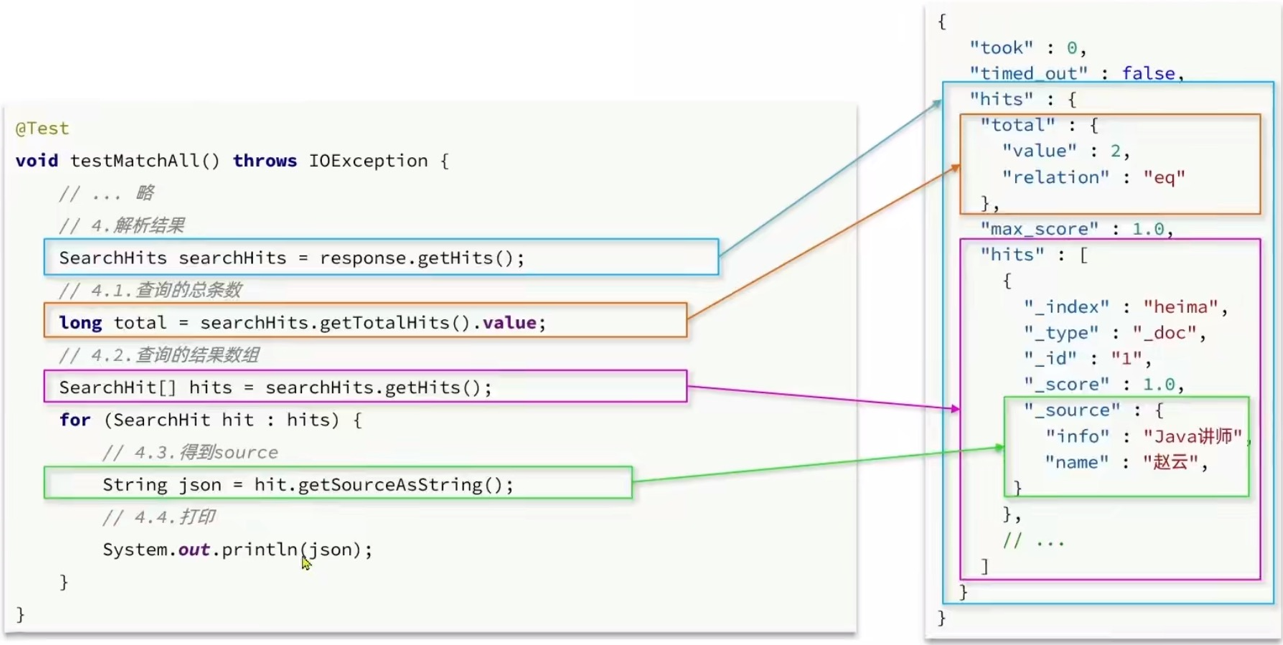 @Test
void testMatchAll() throws IOException {
// ... 略
// 4.解析结果
SearchHits searchHits = response.getHits();
// 4.1.查询的总条数
long total = searchHits.getTotalHits().value;
// 4.2.查询的结果数组
SearchHit[] hits = searchHits.getHits();
for (SearchHit hit : hits) {
// 4.3.得到source
String json = hit.getSourceAsString();
// 4.4.打印
System.out.println(json);
}
}
{
"took" : 0,
"timed_out" : false,
"hits" : {
"total" : {
"value" : 2,
"relation" : "eq"
},
"max_score" : 1.0,
"hits" : [
{
"_index" : "heima",
"_type" : "_doc",
"_id" : "1",
"_score" : 1.0,
"_source" : {
"info" : "Java讲师",
"name" : "赵云",
}
},
// ...
]
}
}